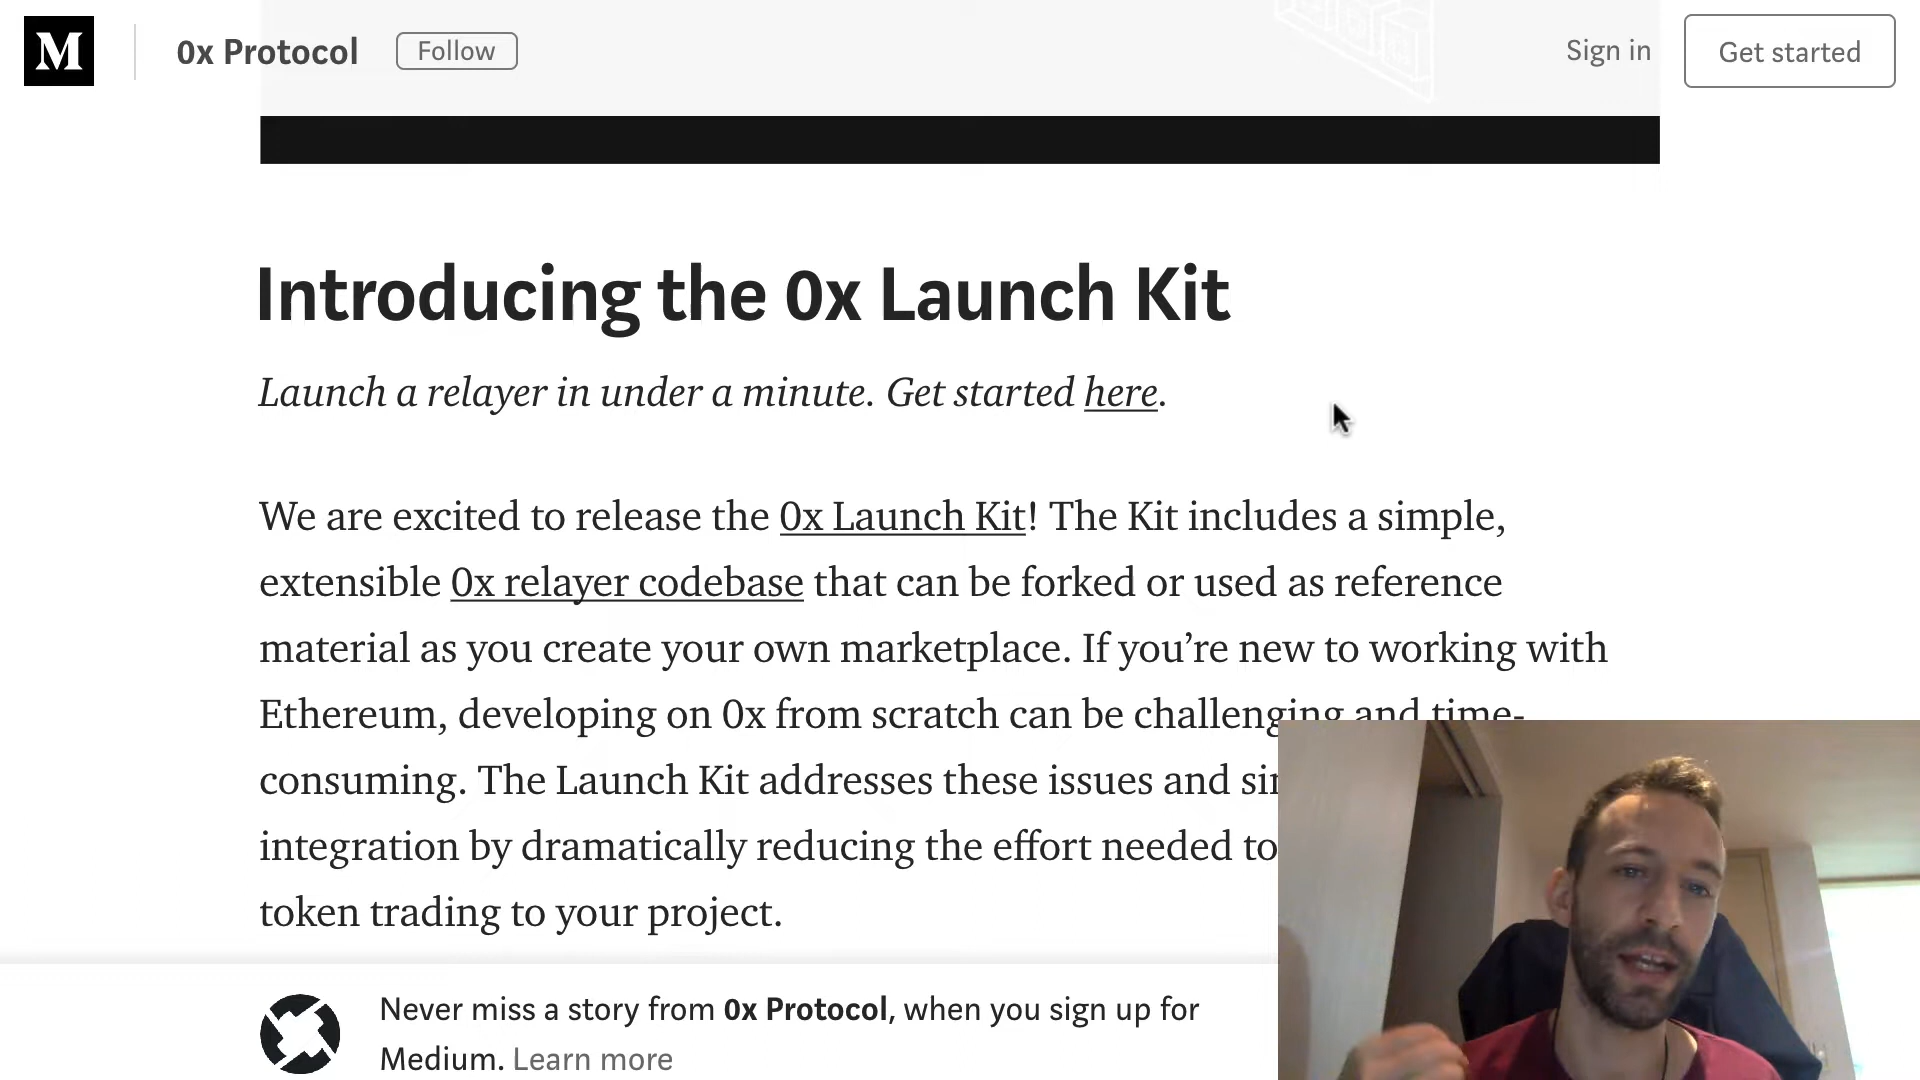 M
0x Protocol
Follow
Sign in
Get started
Introducing the 0x Launch Kit
Launch a relayer in under a minute. Get started here.
We are excited to release the 0x Launch Kit! The Kit includes a simple,
extensible 0x relayer codebase that can be forked or used as reference
material as you create your own marketplace. If you’re new to working with
Ethereum, developing on 0x from scratch can be challenging and time-
consuming. The Launch Kit addresses these issues and
integration by dramatically reducing the effort needed to
token trading to your project.
Never miss a story from 0x Protocol, when you sign up for
Medium. Learn more